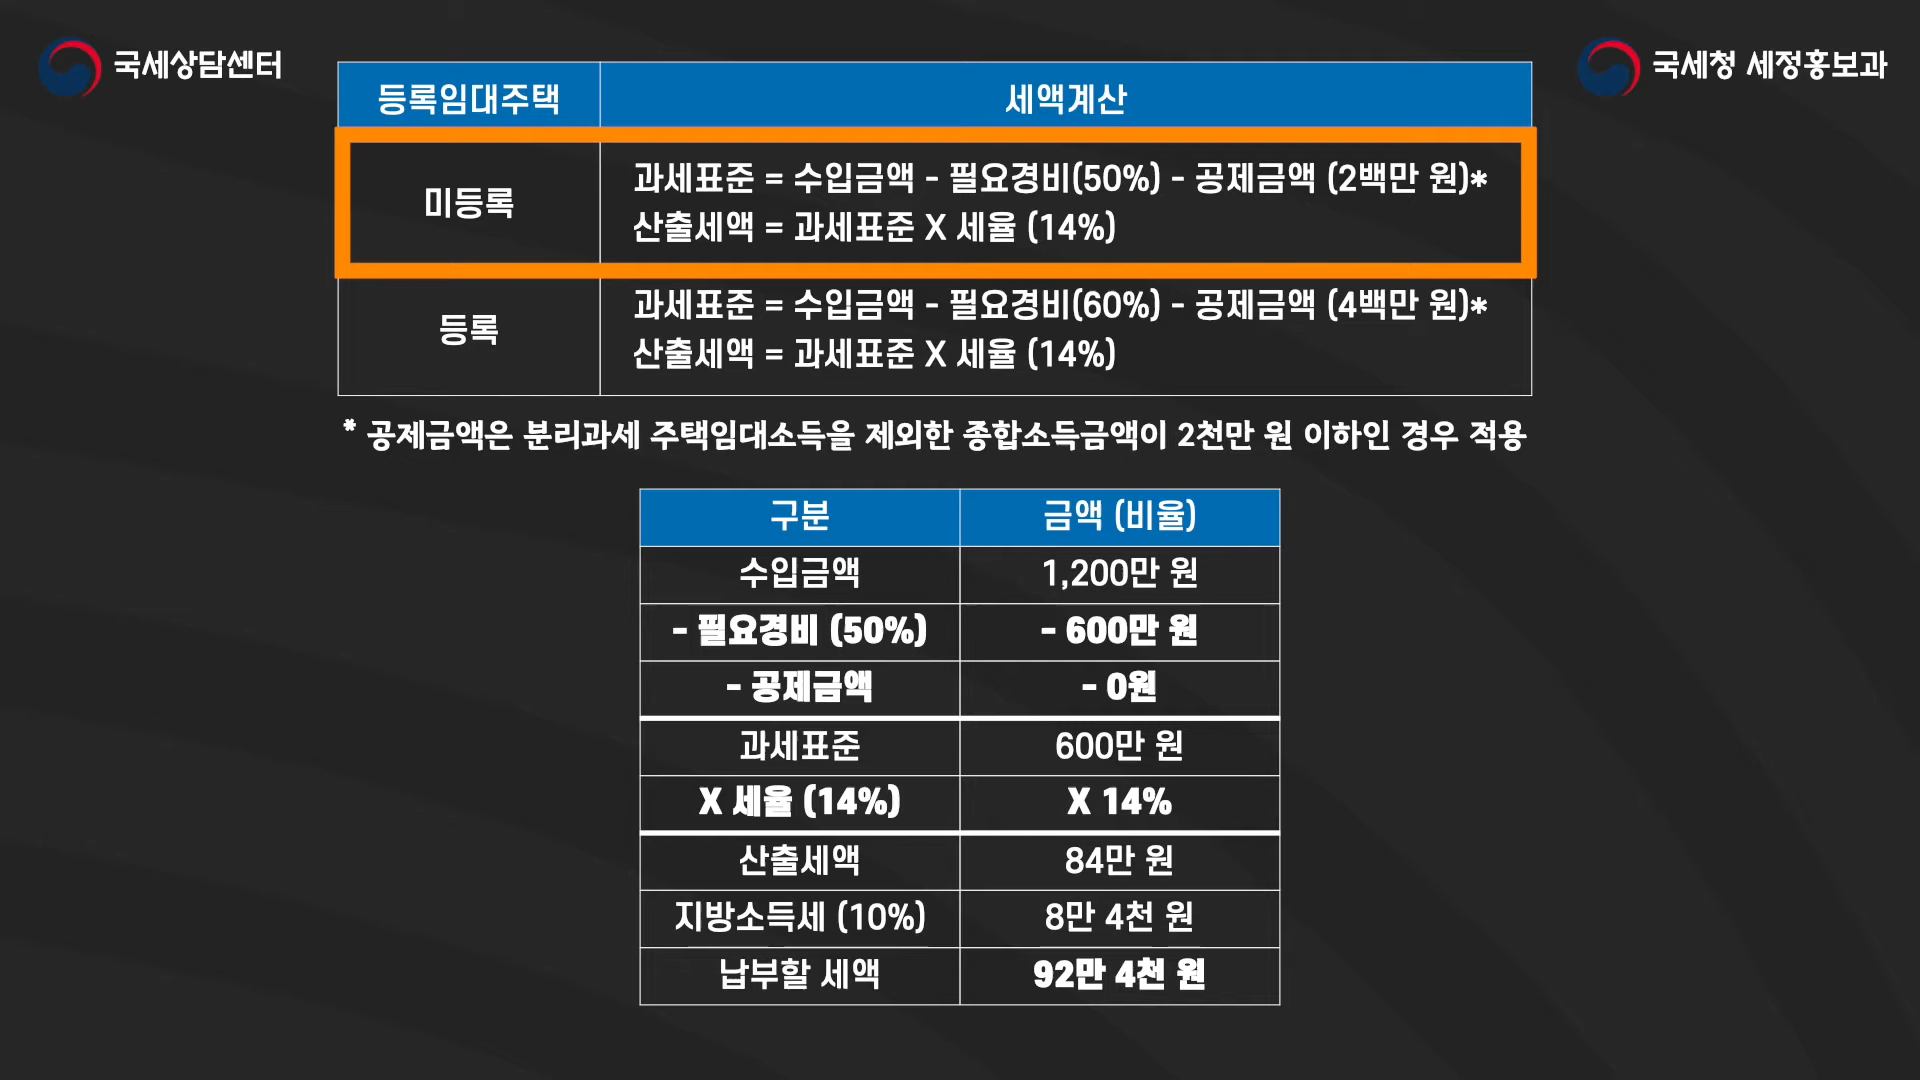 국세상담센터
국세청 세정홍보과
등록임대주택 세액계산
미등록
과세표준 = 수입금액 - 필요경비(50%) - 공제금액 (2백만 원)*
산출세액 = 과세표준 X 세율 (14%)
등록
과세표준 = 수입금액 - 필요경비(60%) - 공제금액 (4백만 원)*
산출세액 = 과세표준 X 세율 (14%)
* 공제금액은 분리과세 주택임대소득을 제외한 종합소득금액이 2천만 원 이하인 경우 적용
구분 금액 (비율)
수입금액 1,200만 원
- 필요경비 (50%) - 600만 원
- 공제금액 - 0원
과세표준 600만 원
X 세율 (14%) X 14%
산출세액 84만 원
지방소득세 (10%) 8만 4천 원
납부할 세액 92만 4천 원